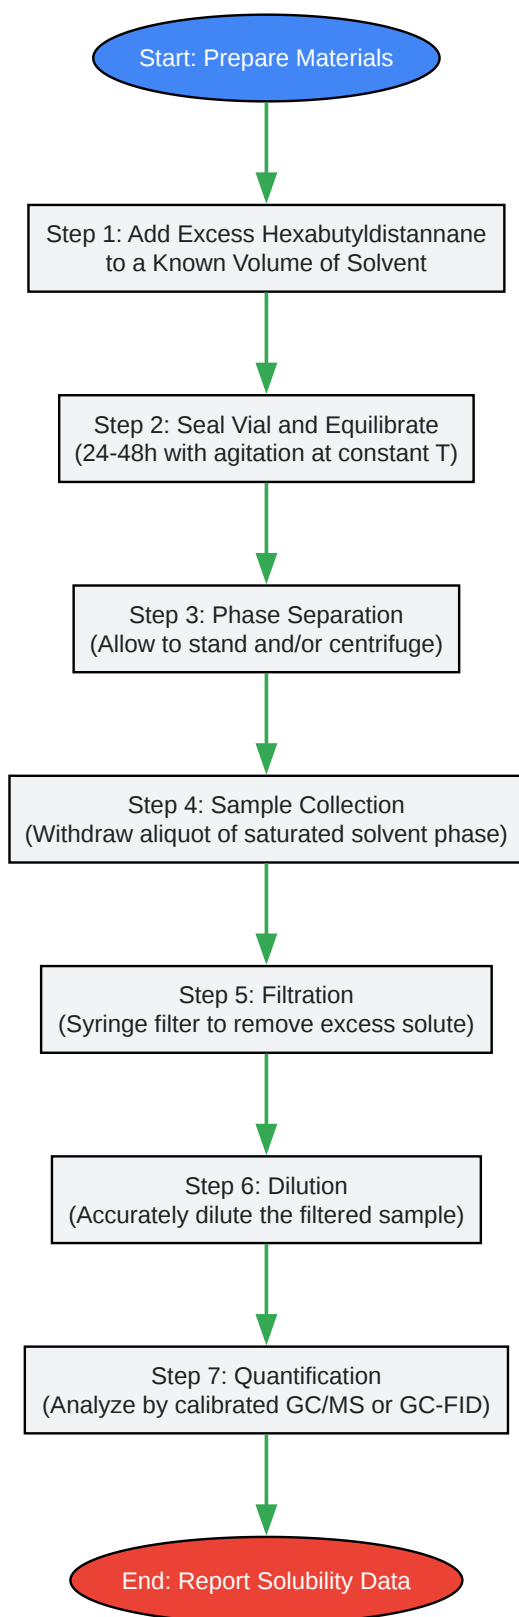 Start: Prepare Materials
Step 1: Add Excess Hexabutyldistannane
to a Known Volume of Solvent
Step 2: Seal Vial and Equilibrate
(24-48h with agitation at constant T)
Step 3: Phase Separation
(Allow to stand and/or centrifuge)
Step 4: Sample Collection
(Withdraw aliquot of saturated solvent phase)
Step 5: Filtration
(Syringe filter to remove excess solute)
Step 6: Dilution
(Accurately dilute the filtered sample)
Step 7: Quantification
(Analyze by calibrated GC/MS or GC-FID)
End: Report Solubility Data